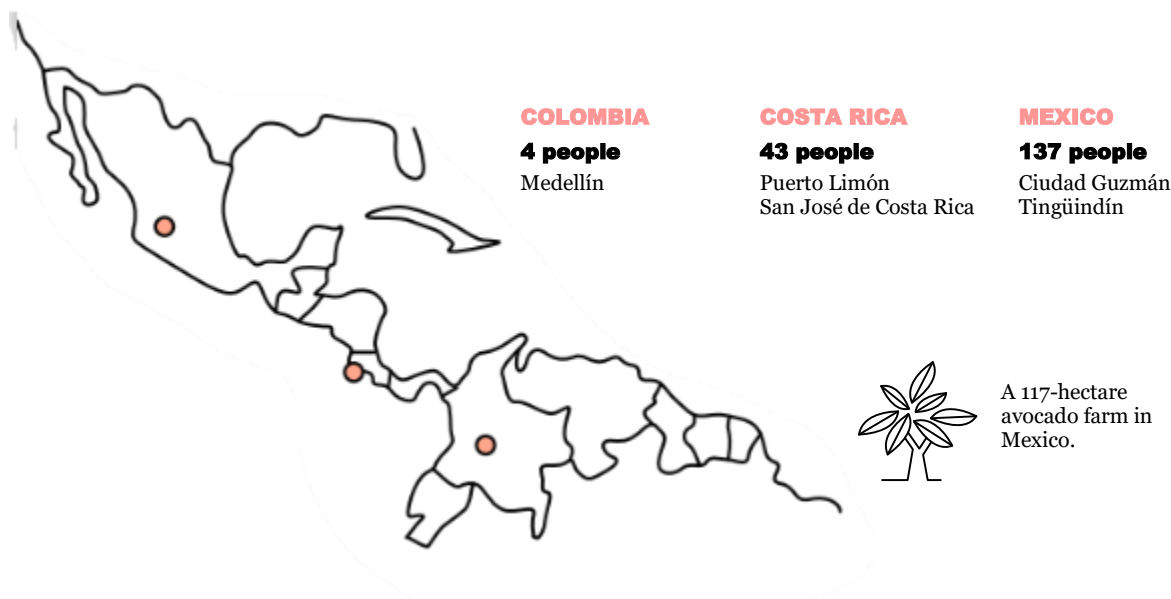 COLOMBIA
4 people
Medellín
COSTA RICA
43 people
Puerto Limón
San José de Costa Rica
MEXICO
137 people
Ciudad Guzmán
Tingüindín
A 117-hectare
avocado farm in
Mexico.